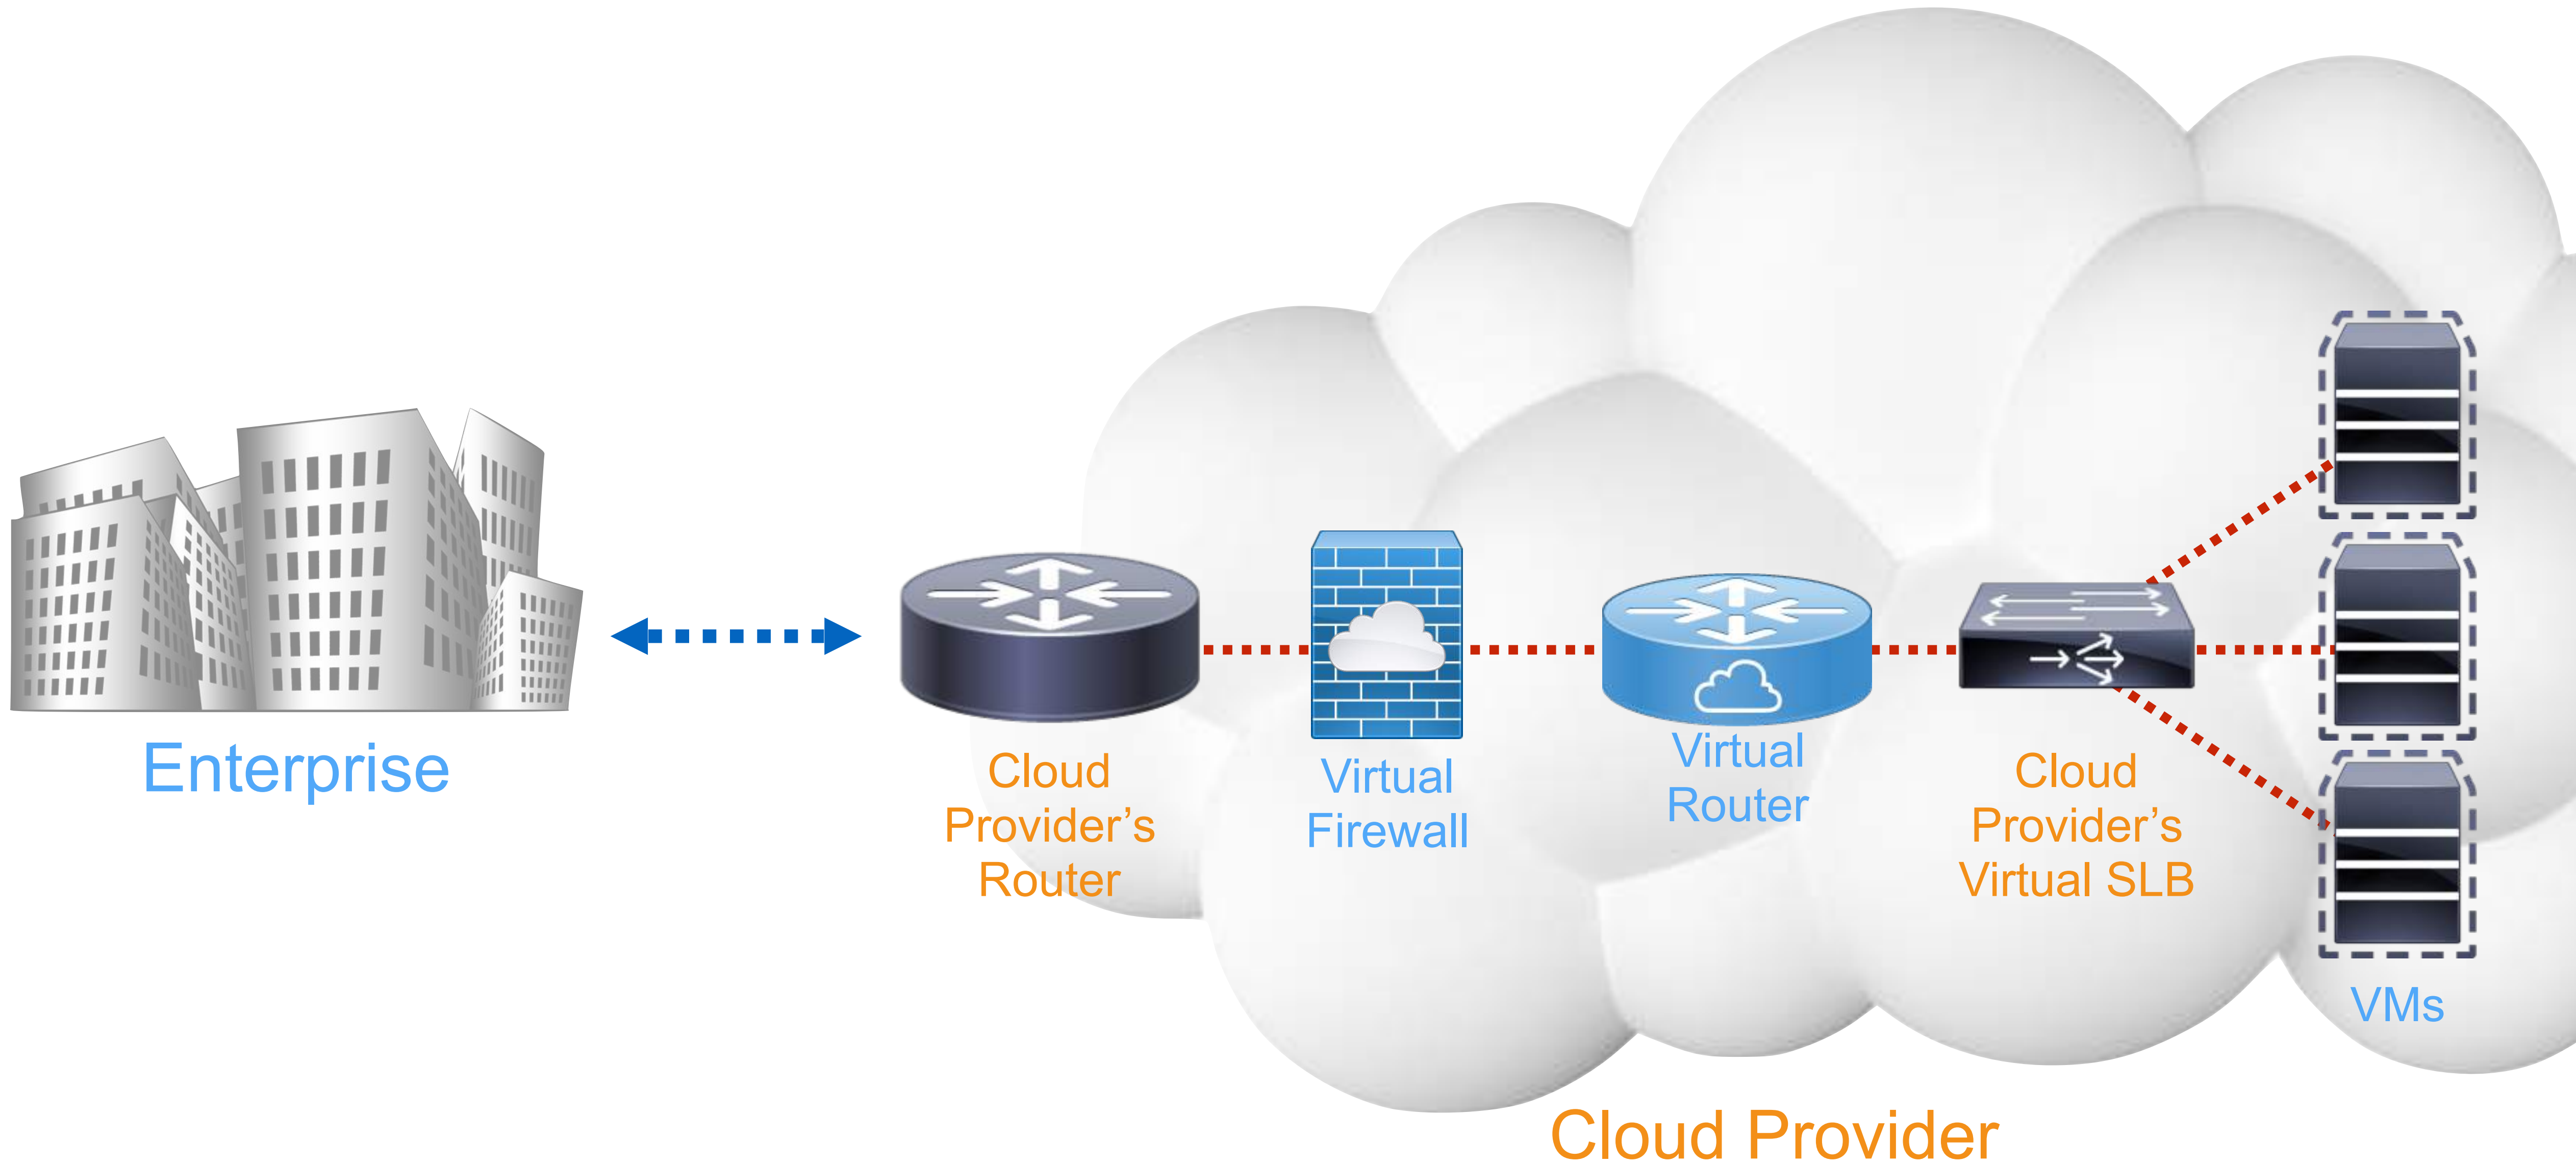 Enterprise
Cloud
Provider’s
Router
Virtual
Firewall
Virtual
Router
Cloud
Provider’s
Virtual SLB
VMs
Cloud Provider